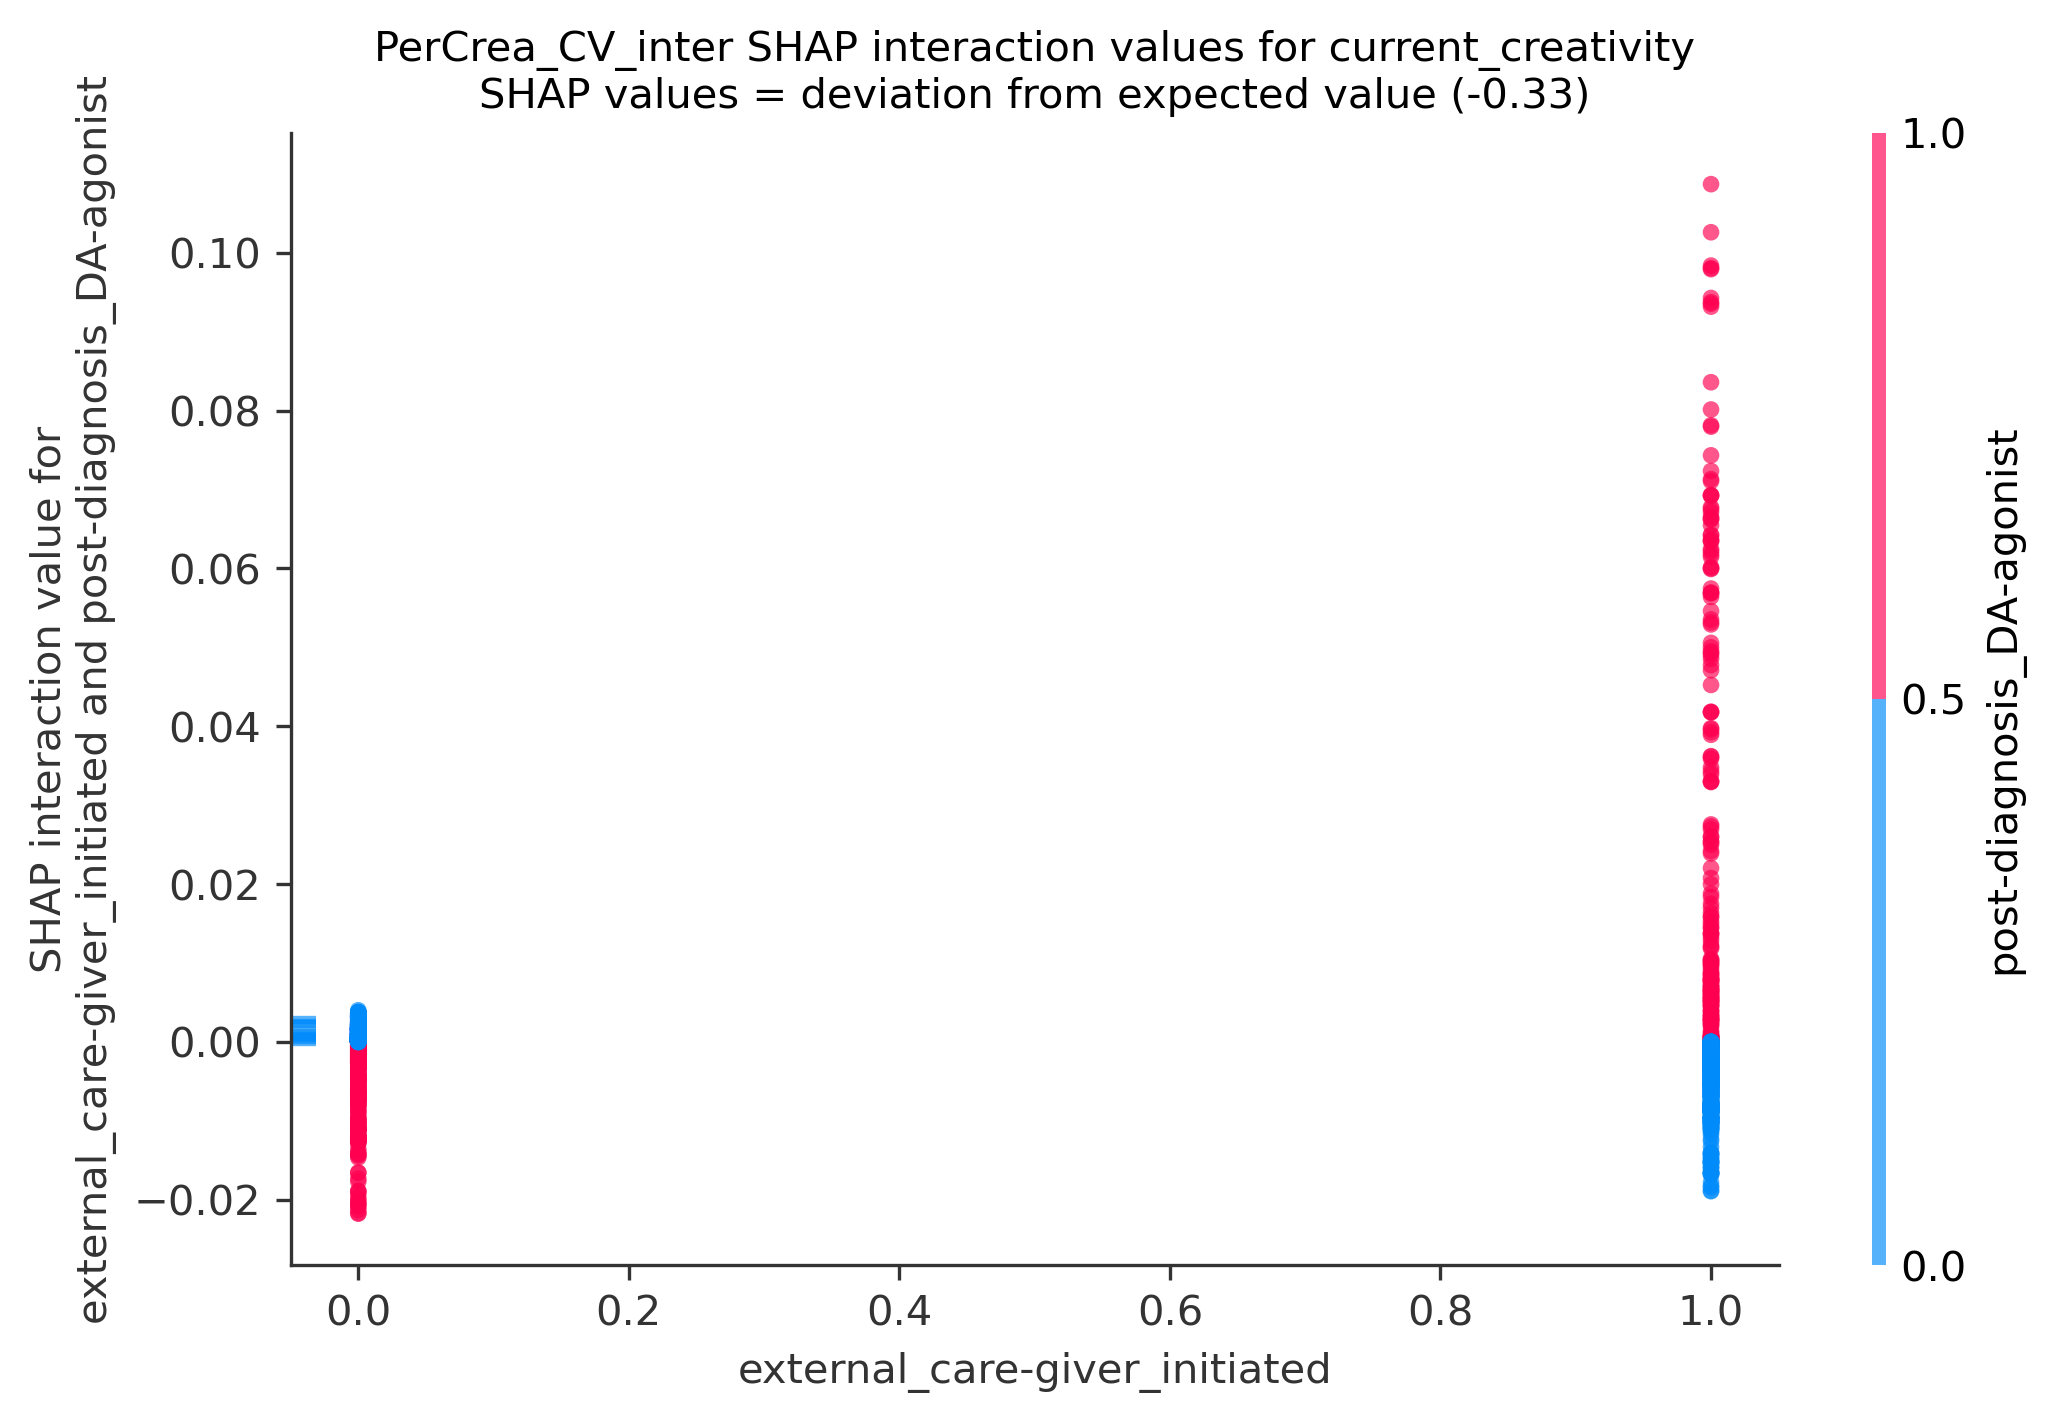 PerCrea_CV_inter SHAP interaction values for current_creativity
SHAP values = deviation from expected value (-0.33)
SHAP interaction value for
external_care-giver_initiated and post-diagnosis_DA-agonist
0.10
0.08
0.06
0.04
0.02
0.00
−0.02
0.0
0.2
0.4
0.6
0.8
1.0
external_care-giver_initiated
1.0
0.5
0.0
post-diagnosis_DA-agonist